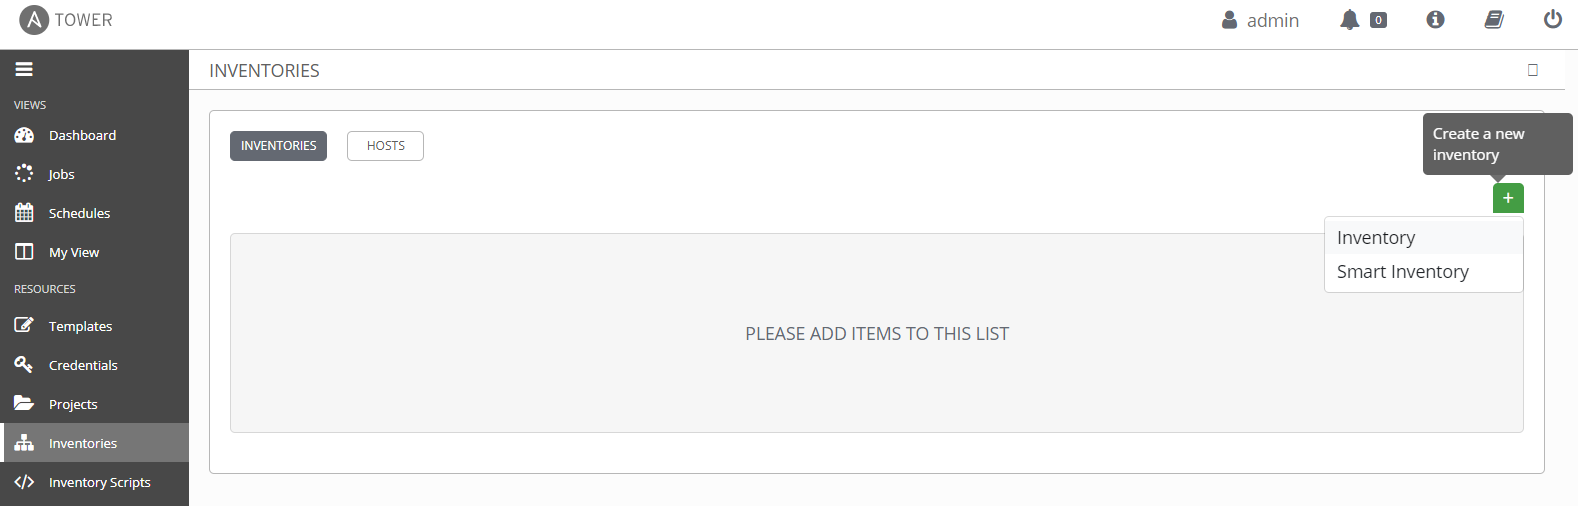 TOWER
admin
0
VIEWS
Dashboard
Jobs
Schedules
My View
RESOURCES
Templates
Credentials
Projects
Inventories
Inventory Scripts
INVENTORIES
INVENTORIES
HOSTS
Create a new
inventory
+
Inventory
Smart Inventory
PLEASE ADD ITEMS TO THIS LIST